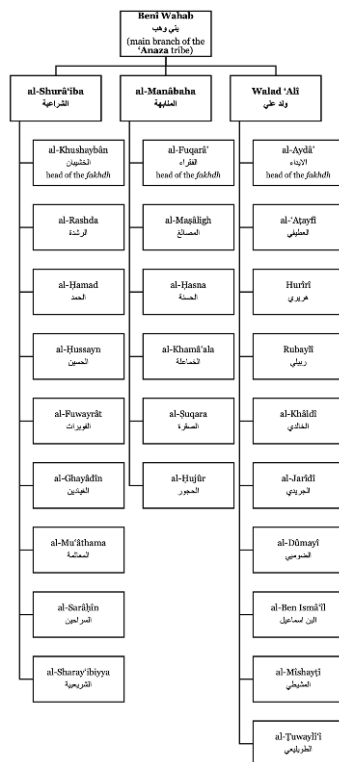 Beni Wahab
بني وهب
(main branch of the
‘Anaza tribe)
al-Shurâ‘iba
الشراعبة
al-Khushaybân
الخشيبان
head of the fakhdh
al-Rashda
الرشدة
al-Ḥamad
الحمد
al-Ḥussayn
الحسين
al-Fuwayrât
الفويرات
al-Ghayâdîn
الغيادين
al-Mu‘âthama
al-Sarâḥîn
السراحين
al-Sharay‘ibiyya
الشريعبية
al-Manâbaha
المنابهة
al-Fuqarâ’
الفقراء
head of the fakhdh
al-Maṣâligh
المصالغ
al-Ḥasna
الحسنة
al-Khamâ‘ala
الخماعلة
al-Ṣuqara
الصقرة
al-Ḥujûr
الحجور
Walad ‘Alî
ولد علي
al-Aydâ’
الايداء
head of the fakhdh
al-‘Aṭayfî
العطيفي
Hurîrî
هريري
Rubaylî
ربيلي
al-Khâldî
الخالدي
al-Jarîdî
الجريدي
al-Dûmayî
al-Ben Ismâ‘îl
البن اسماعيل
al-Mîshayṭî
المشيطي
al-Ṭuwaylî‘î
الطويليعي